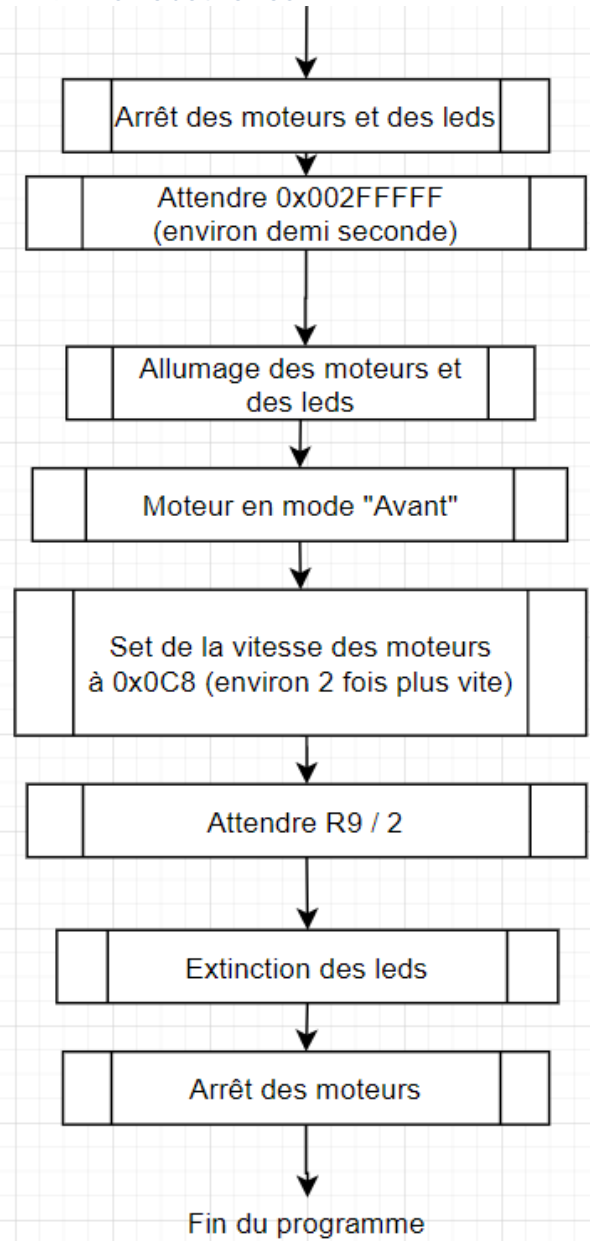 Arrêt des moteurs et des leds
Attendre 0x002FFFFF
(environ demi seconde)
Allumage des moteurs et
des leds
Moteur en mode "Avant"
Set de la vitesse des moteurs
à 0x0C8 (environ 2 fois plus vite)
Attendre R9 / 2
Extinction des leds
Arrêt des moteurs
Fin du programme